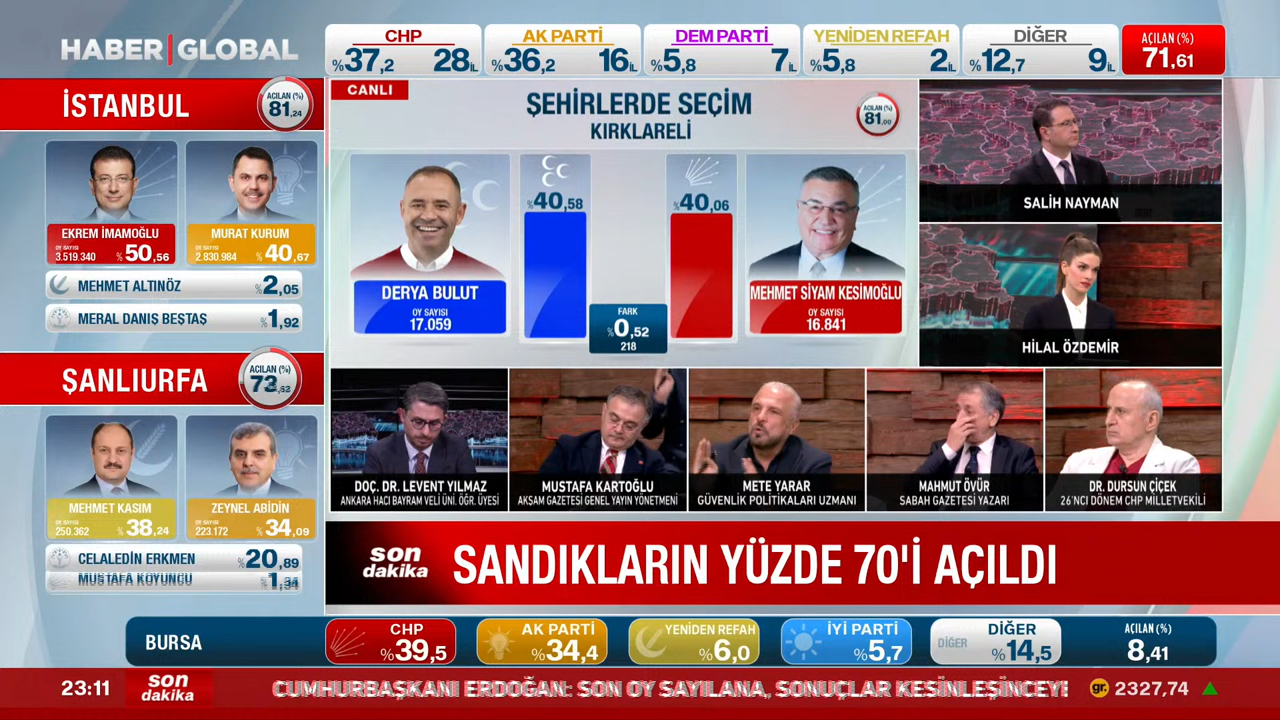 HABER GLOBAL
CHP
%37,2 28İL
AK PARTİ
%36,2 16İL
DEM PARTİ
%5,8 7İL
YENİDEN REFAH
%5,8 2İL
DİĞER
%12,7 9İL
AÇILAN (%)
71,61
İSTANBUL
AÇILAN (%)
81,24
EKREM İMAMOĞLU
OY SAYISI
3.519.340 %50,56
MURAT KURUM
OY SAYISI
2.830.984 %40,67
MEHMET ALTINÖZ %2,05
MERAL DANIŞ BEŞTAŞ %1,92
ŞANLIURFA
AÇILAN (%)
MEHMET KASIM
OY SAYISI
250.362 %38,24
ZEYNEL ABİDİN
OY SAYISI
223.172 %34,09
CELALEDİN ERKMEN %20,89
MUSTAFA KOYUNCU
CANLI
ŞEHİRLERDE SEÇİM
KIRKLARELİ
AÇILAN (%)
81,00
%40,58
%40,06
DERYA BULUT
OY SAYISI
17.059
FARK
%0,52
218
MEHMET SİYAM KESİMOĞLU
OY SAYISI
16.841
SALİH NAYMAN
HİLAL ÖZDEMİR
DOÇ. DR. LEVENT YILMAZ
ANKARA HACI BAYRAM VELİ ÜNİ. ÖĞR. ÜYESİ
MUSTAFA KARTOĞLU
AKŞAM GAZETESİ GENEL YAYIN YÖNETMENİ
METE YARAR
GÜVENLİK POLİTİKALARI UZMANI
MAHMUT ÖVÜR
SABAH GAZETESİ YAZARI
DR. DURSUN ÇİÇEK
26'NCI DÖNEM CHP MİLLETVEKİLİ
son dakika
SANDIKLARIN YÜZDE 70'İ AÇILDI
BURSA
CHP
%39,5
AK PARTİ
%34,4
YENİDEN REFAH
%6,0
İYİ PARTİ
%5,7
DİĞER
DİĞER
%14,5
AÇILAN (%)
8,41
23:11
son dakika
CUMHURBAŞKANI ERDOĞAN: SON OY SAYILANA, SONUÇLAR KESİNLEŞİNCEYE
gr. 2327,74